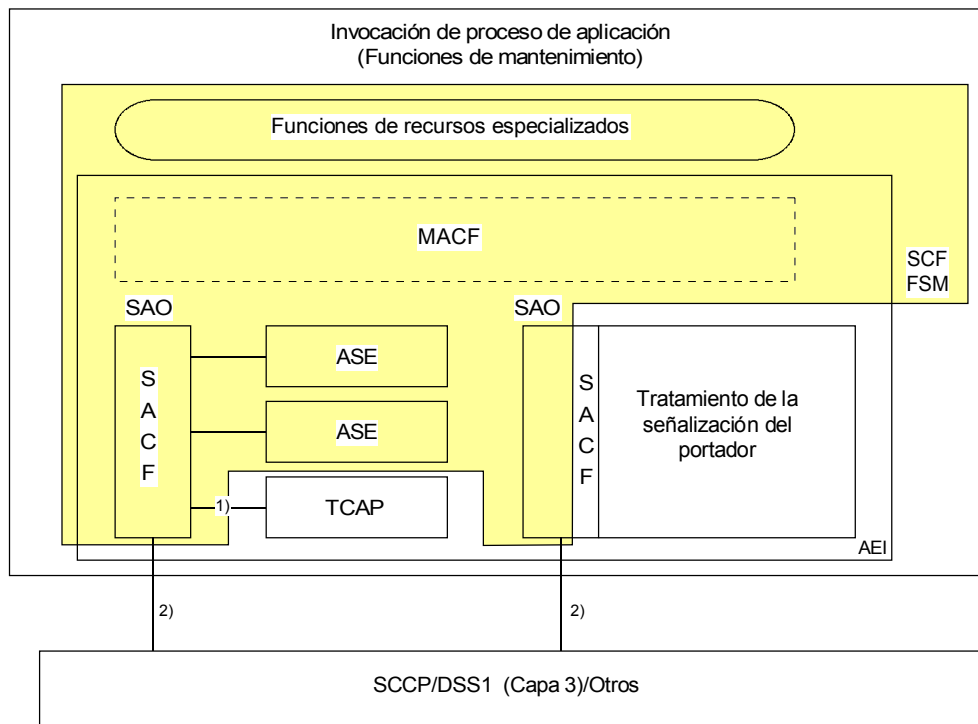 Invocación de proceso de aplicación
(Funciones de mantenimiento)
Funciones de recursos especializados
MACF
SCF
FSM
SAO
SAO
S
A
C
F
ASE
ASE
1)
TCAP
S
A
C
F
Tratamiento de la
señalización del
portador
AEI
2)
2)
SCCP/DSS1 (Capa 3)/Otros